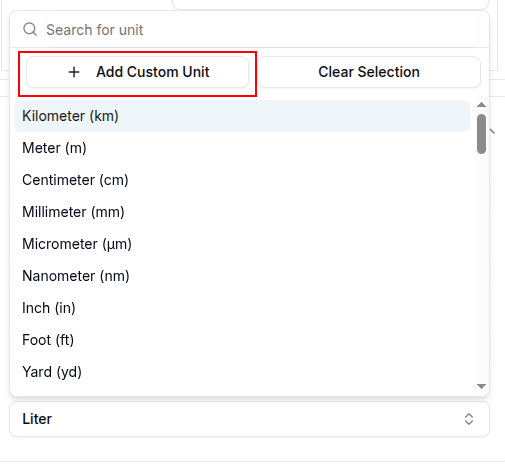 Search for unit
+ Add Custom Unit
Clear Selection
Kilometer (km)
Meter (m)
Centimeter (cm)
Millimeter (mm)
Micrometer (μm)
Nanometer (nm)
Inch (in)
Foot (ft)
Yard (yd)
Liter